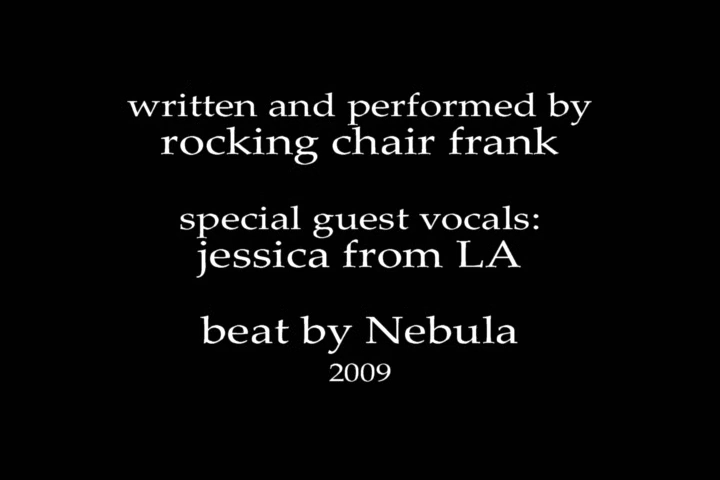 written and performed by
rocking chair frank
special guest vocals:
jessica from LA
beat by Nebula
2009